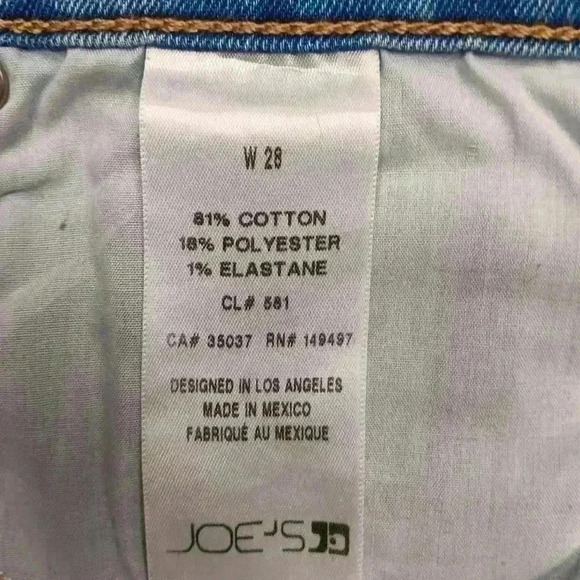 W 28
81% COTTON
18% POLYESTER
1% ELASTANE
CL# 581
CA# 35037 RN# 149497
DESIGNED IN LOS ANGELES
MADE IN MEXICO
FABRIQUÉ AU MEXIQUE
JOE'S